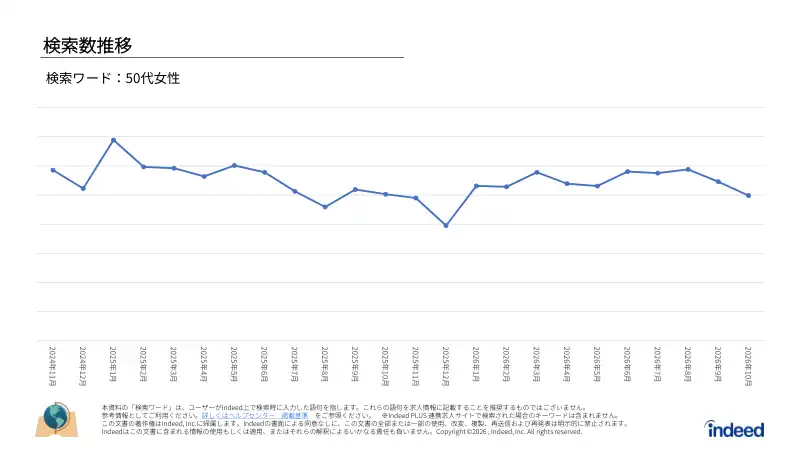 検索数推移
検索ワード：50代女性
2024年11月
2024年12月
2025年1月
2025年2月
2025年3月
2025年4月
2025年5月
2025年6月
2025年7月
2025年8月
2025年9月
2025年10月
2025年11月
2025年12月
2026年1月
2026年2月
2026年3月
2026年4月
2026年5月
2026年6月
2026年7月
2026年8月
2026年9月
2026年10月
本資料の「検索ワード」は、ユーザーがIndeed上で検索時に入力した語句を指します。これらの語句を求人情報に記載することを推奨するものではございません。
参考情報としてご利用ください。詳しくはヘルプセンター　掲載基準　をご参照ください。　※Indeed PLUS 連携求人サイトで検索された場合のキーワードは含まれません。
この文書の著作権はIndeed, Inc.に帰属します。Indeedの書面による同意なしに、この文書の全部または一部の使用、改変、複製、再送信および再発表は明示的に禁止されます。
Indeedはこの文書に含まれる情報の使用もしくは適用、またはそれらの解釈によるいかなる責任も負いません。Copyright ©2026 , Indeed, Inc. All rights reserved.
indeed